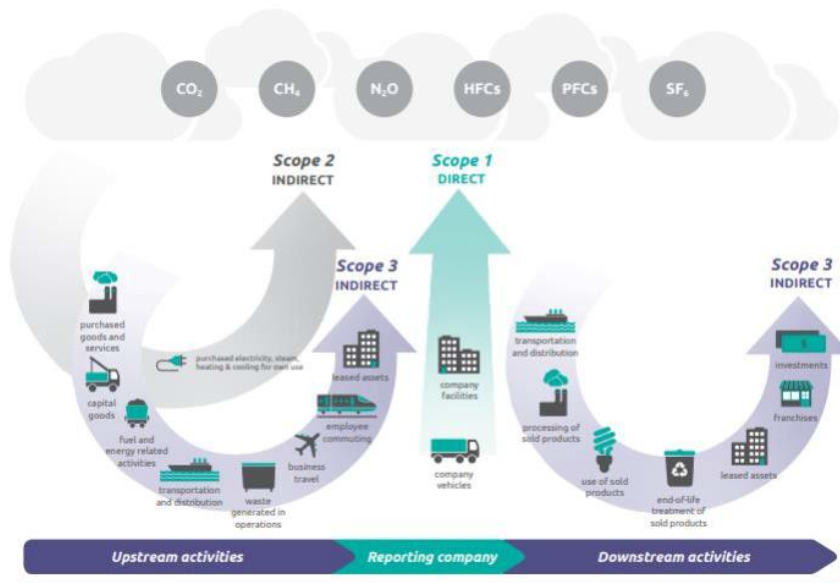 CO₂
CH₄
N₂O
HFCs
PFCs
SF₆
Scope 2
INDIRECT
Scope 1
DIRECT
Scope 3
INDIRECT
Scope 3
INDIRECT
purchased
goods and
services
capital
goods
fuel and
energy related
activities
transportation
and distribution
waste
generated in
operations
business
travel
employee
commuting
leased assets
purchased electricity, steam,
heating & cooling for own use
company
facilities
company
vehicles
transportation
and distribution
processing of
sold products
use of sold
products
end-of-life
treatment of
sold products
leased assets
franchises
investments
$
Upstream activities
Reporting company
Downstream activities